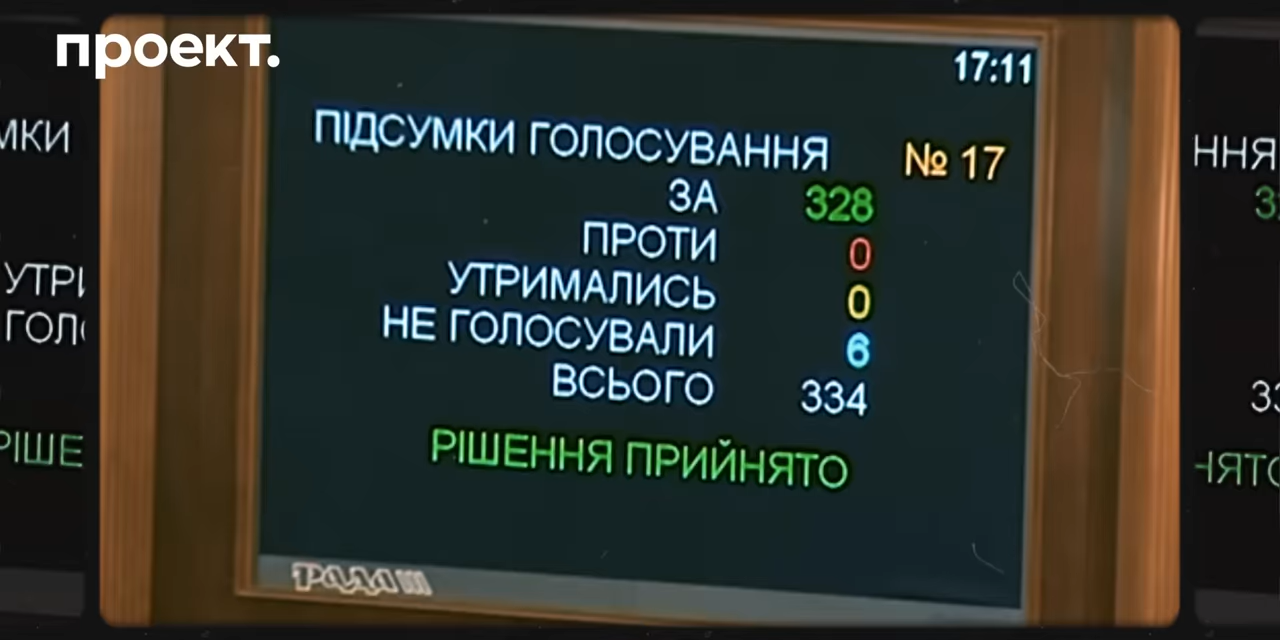 проект.
17:11
ПІДСУМКИ ГОЛОСУВАННЯ № 17
ЗА 328
ПРОТИ 0
УТРИМАЛИСЬ 0
НЕ ГОЛОСУВАЛИ 6
ВСЬОГО 334
РІШЕННЯ ПРИЙНЯТО
РАДА